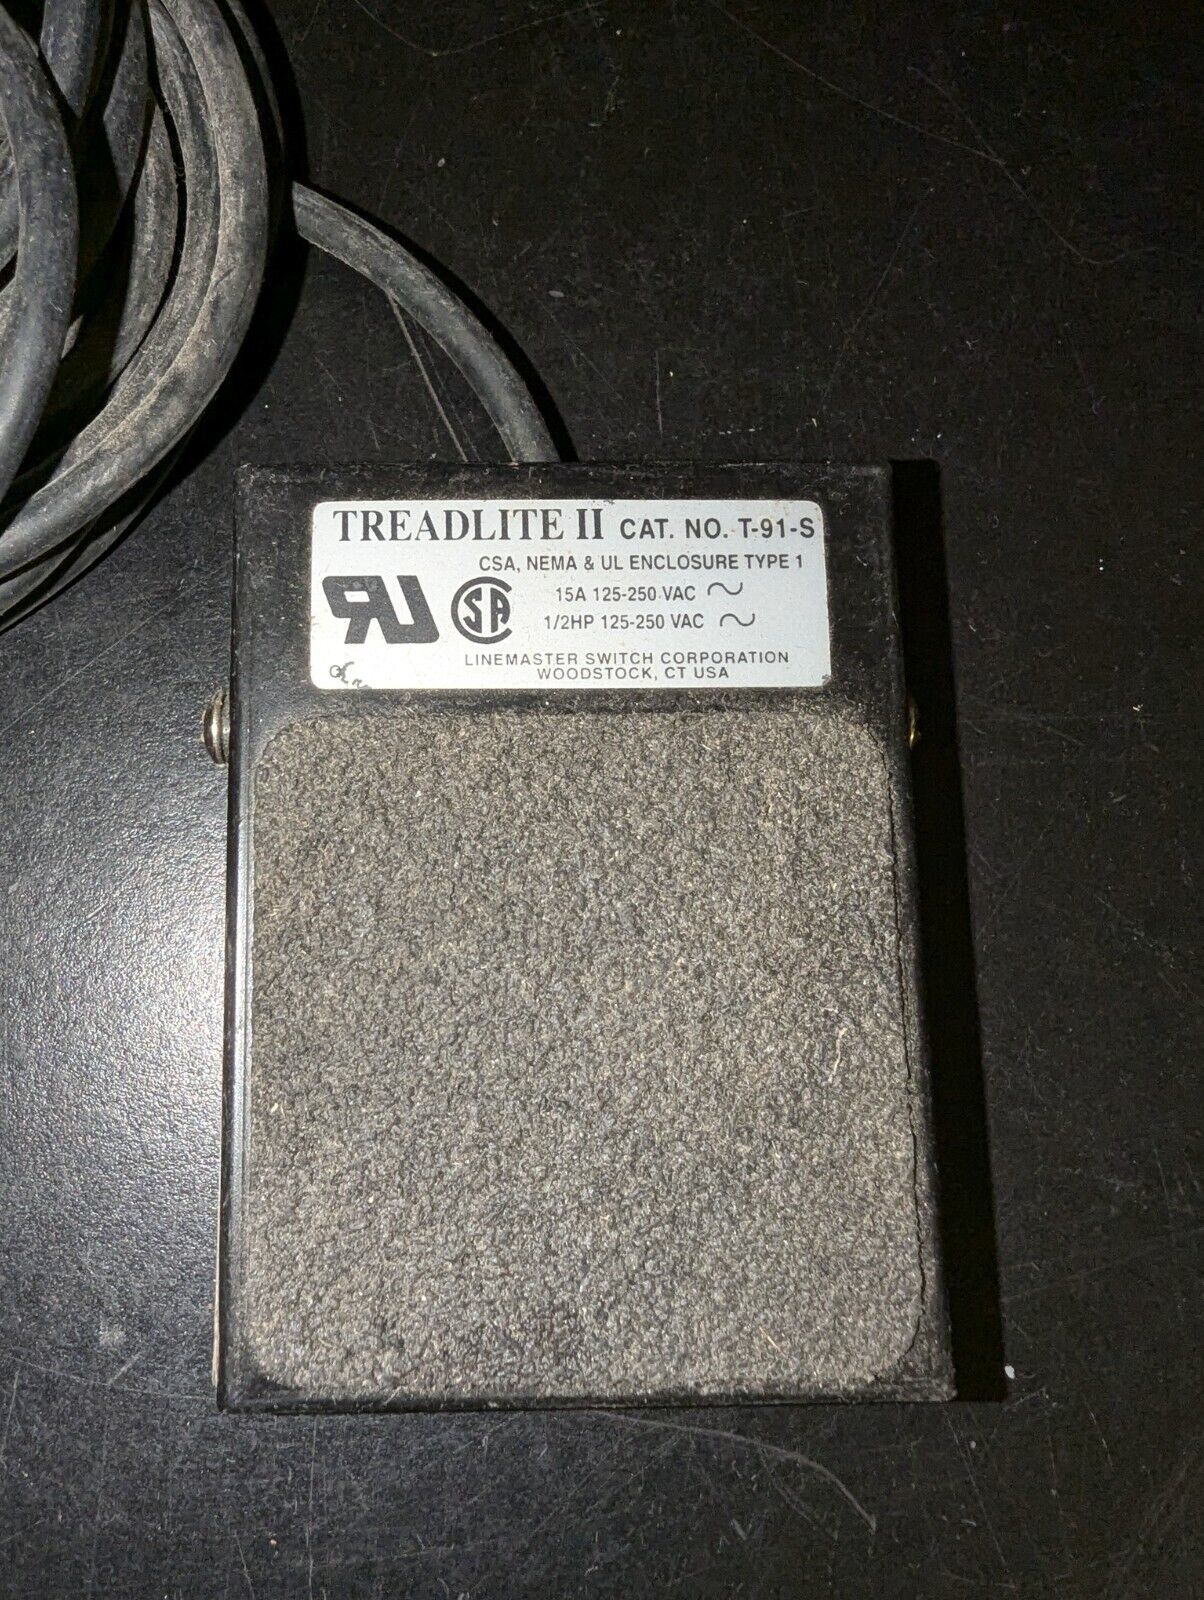 TREADLITE II CAT. NO. T-91-S
CSA, NEMA & UL ENCLOSURE TYPE 1
15A 125-250 VAC ~
1/2HP 125-250 VAC ~
LINEMASTER SWITCH CORPORATION
WOODSTOCK, CT USA